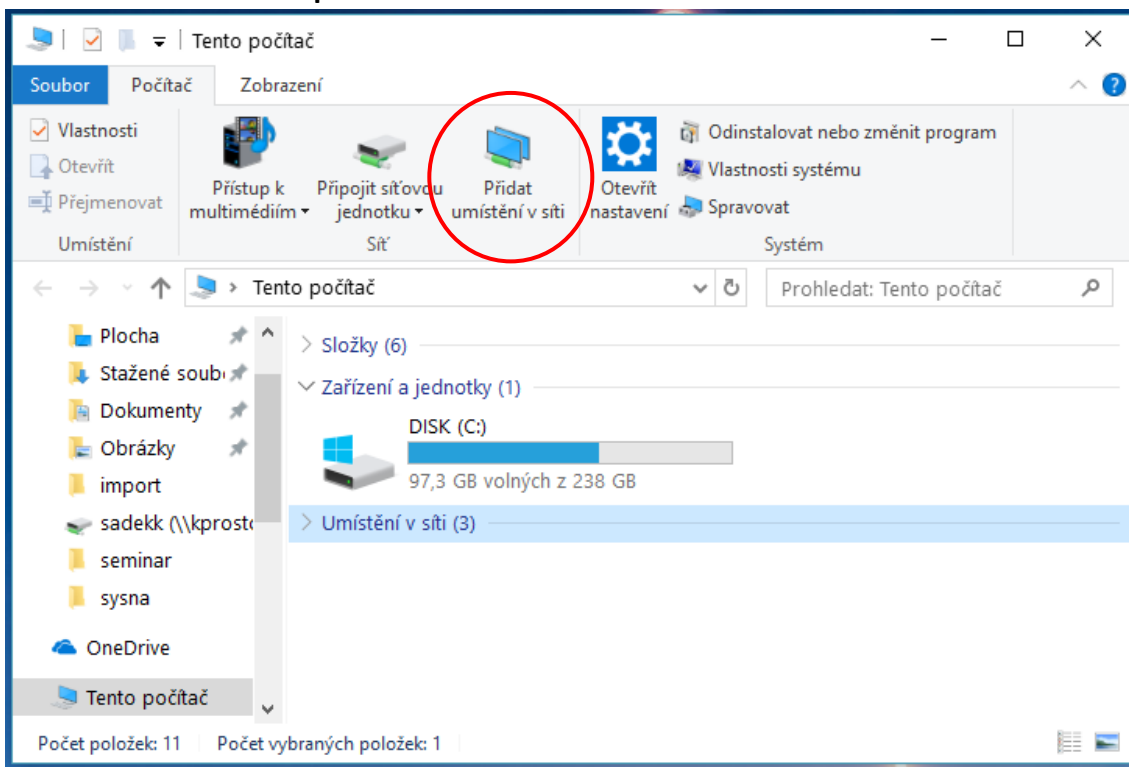 Tento počítač
Soubor Počítač Zobrazení
Vlastnosti
Otevřít
Přejmenovat
Umístění
Přístup k
multimédiím
Připojit síťovou
jednotku
Přidat
umístění v síti
Síť
Otevřít
nastavení
Odinstalovat nebo změnit program
Vlastnosti systému
Spravovat
Systém
Tento počítač
Prohledat: Tento počítač
Plocha
Stažené soub
Dokumenty
Obrázky
import
sadekk (\\kprosto
seminar
sysna
OneDrive
Tento počítač
Složky (6)
Zařízení a jednotky (1)
DISK (C:)
97,3 GB volných z 238 GB
Umístění v síti (3)
Počet položek: 11 Počet vybraných položek: 1